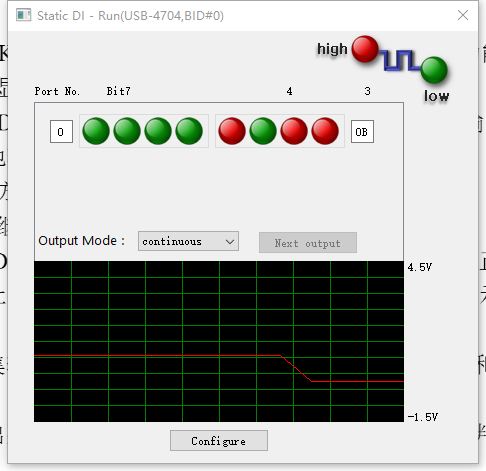 Static DI - Run(USB-4704,BID#0)
high
low
Port No. Bit7 4 3
0 0B
Output Mode : continuous Next output
4.5V
-1.5V
Configure